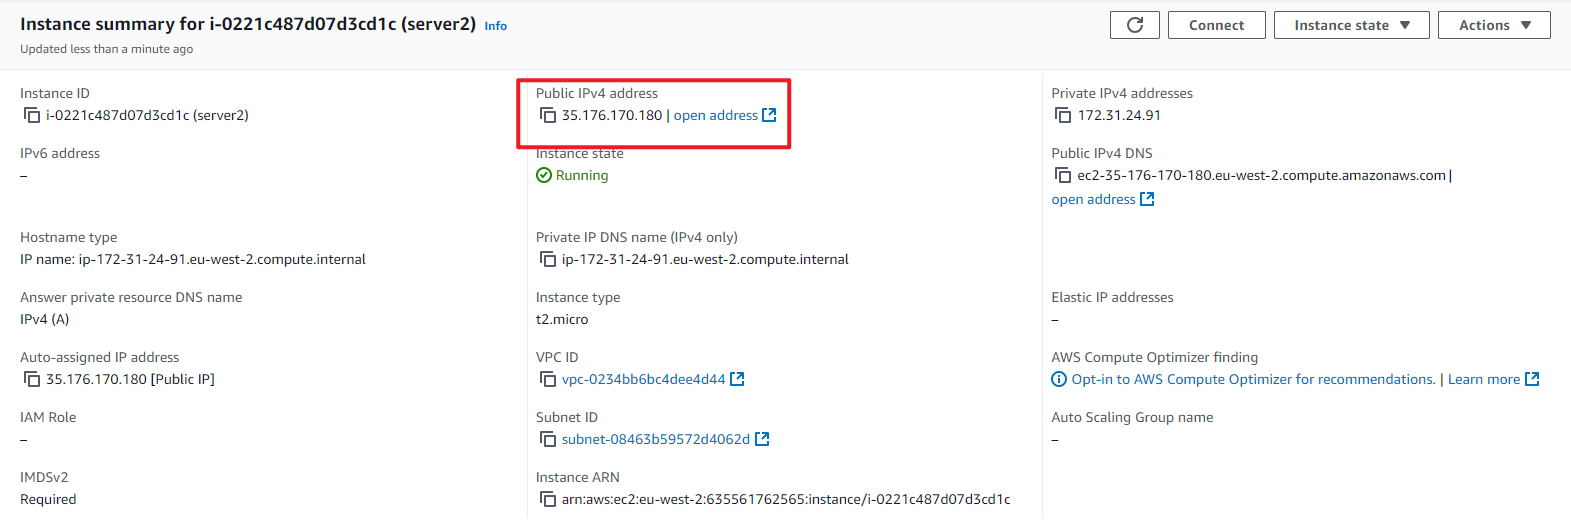 Instance summary for i-0221c487d07d3cd1c (server2) Info
Updated less than a minute ago
Connect
Instance state
Actions
Instance ID
i-0221c487d07d3cd1c (server2)
Public IPv4 address
35.176.170.180 | open address
Private IPv4 addresses
172.31.24.91
IPv6 address
–
Instance state
Running
Public IPv4 DNS
ec2-35-176-170-180.eu-west-2.compute.amazonaws.com |
open address
Hostname type
IP name: ip-172-31-24-91.eu-west-2.compute.internal
Private IP DNS name (IPv4 only)
ip-172-31-24-91.eu-west-2.compute.internal
Answer private resource DNS name
IPv4 (A)
Instance type
t2.micro
Elastic IP addresses
–
Auto-assigned IP address
35.176.170.180 [Public IP]
VPC ID
vpc-0234bb6bc4dee4d44
AWS Compute Optimizer finding
Opt-in to AWS Compute Optimizer for recommendations. | Learn more
IAM Role
–
Subnet ID
subnet-08463b59572d4062d
Auto Scaling Group name
–
IMDSv2
Required
Instance ARN
arn:aws:ec2:eu-west-2:635561762565:instance/i-0221c487d07d3cd1c